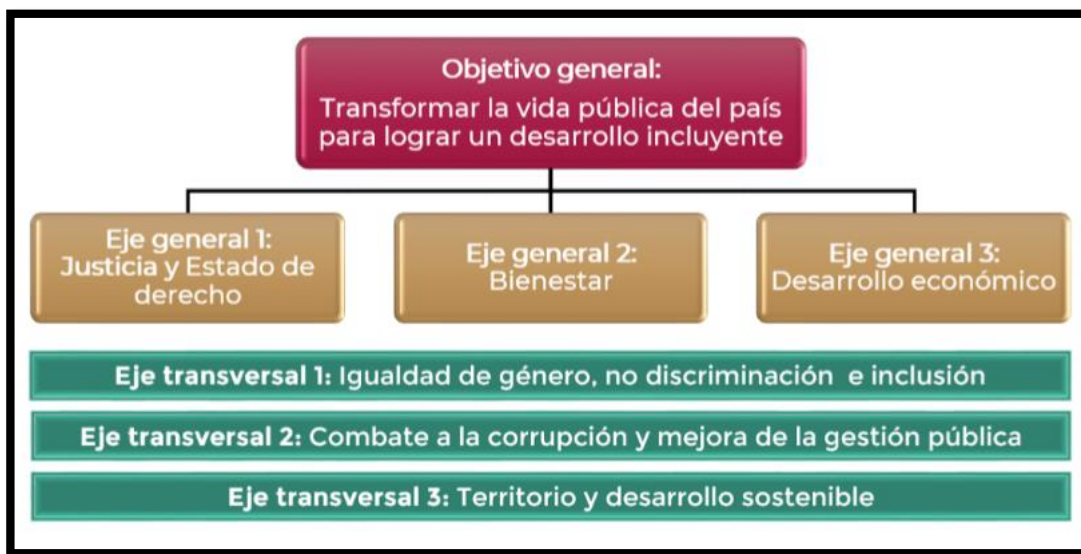 Objetivo general:
Transformar la vida pública del país
para lograr un desarrollo incluyente
Eje general 1:
Justicia y Estado de
derecho
Eje general 2:
Bienestar
Eje general 3:
Desarrollo económico
Eje transversal 1: Igualdad de género, no discriminación e inclusión
Eje transversal 2: Combate a la corrupción y mejora de la gestión pública
Eje transversal 3: Territorio y desarrollo sostenible